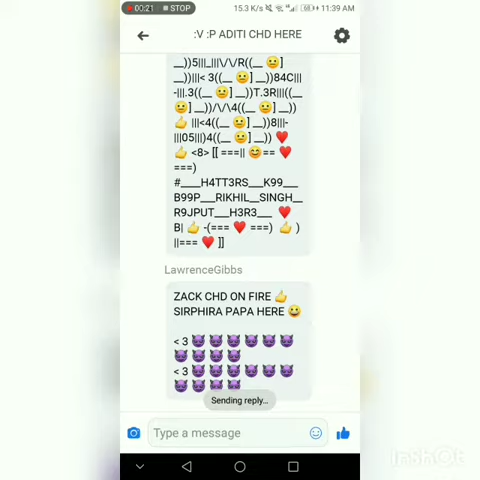 00:21 STOP 15.3 K/s 68 11:39 AM
:V :P ADITI CHD HERE
__))5|||_|||\/\/R((__ 😐]
__))|||< 3((__ 😐] __))84C|||
-|||.3((__ 😐] __))T.3R|||((__
😐] __))/\/\4((__ 😐] __))
👍 |||<4((__ 😐] __))8|||-
|||05|||)4((__ 😐] __)) ❤️
👍 <8> [[ ===|| 😊== ❤️
===)
#____H4TT3RS___K99___
B99P___RIKHIL__SINGH__
R9JPUT___H3R3___ ❤️
B| 👍 -(=== ❤️ ===) 👍 )
||=== ❤️ ]]
LawrenceGibbs
ZACK CHD ON FIRE 👍
SIRPHIRA PAPA HERE 😀
< 3 😈 😈 😈 😈 😈 😈
😈 😈 😈 😈
< 3 😈 😈 😈 😈 😈 😈
😈 😈 😈 😈
Sending reply...
Type a message
InShot